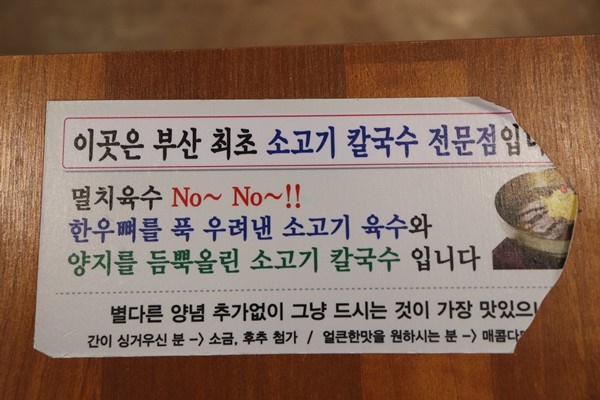 이곳은 부산 최초 소고기 칼국수 전문점입
멸치육수 No~ No~!!
한우뼈를 푹 우려낸 소고기 육수와
양지를 듬뿍올린 소고기 칼국수 입니다
별다른 양념 추가없이 그냥 드시는 것이 가장 맛있으
간이 싱거우신 분 -> 소금, 후추 첨가 / 얼큰한맛을 원하시는 분 -> 매콤다